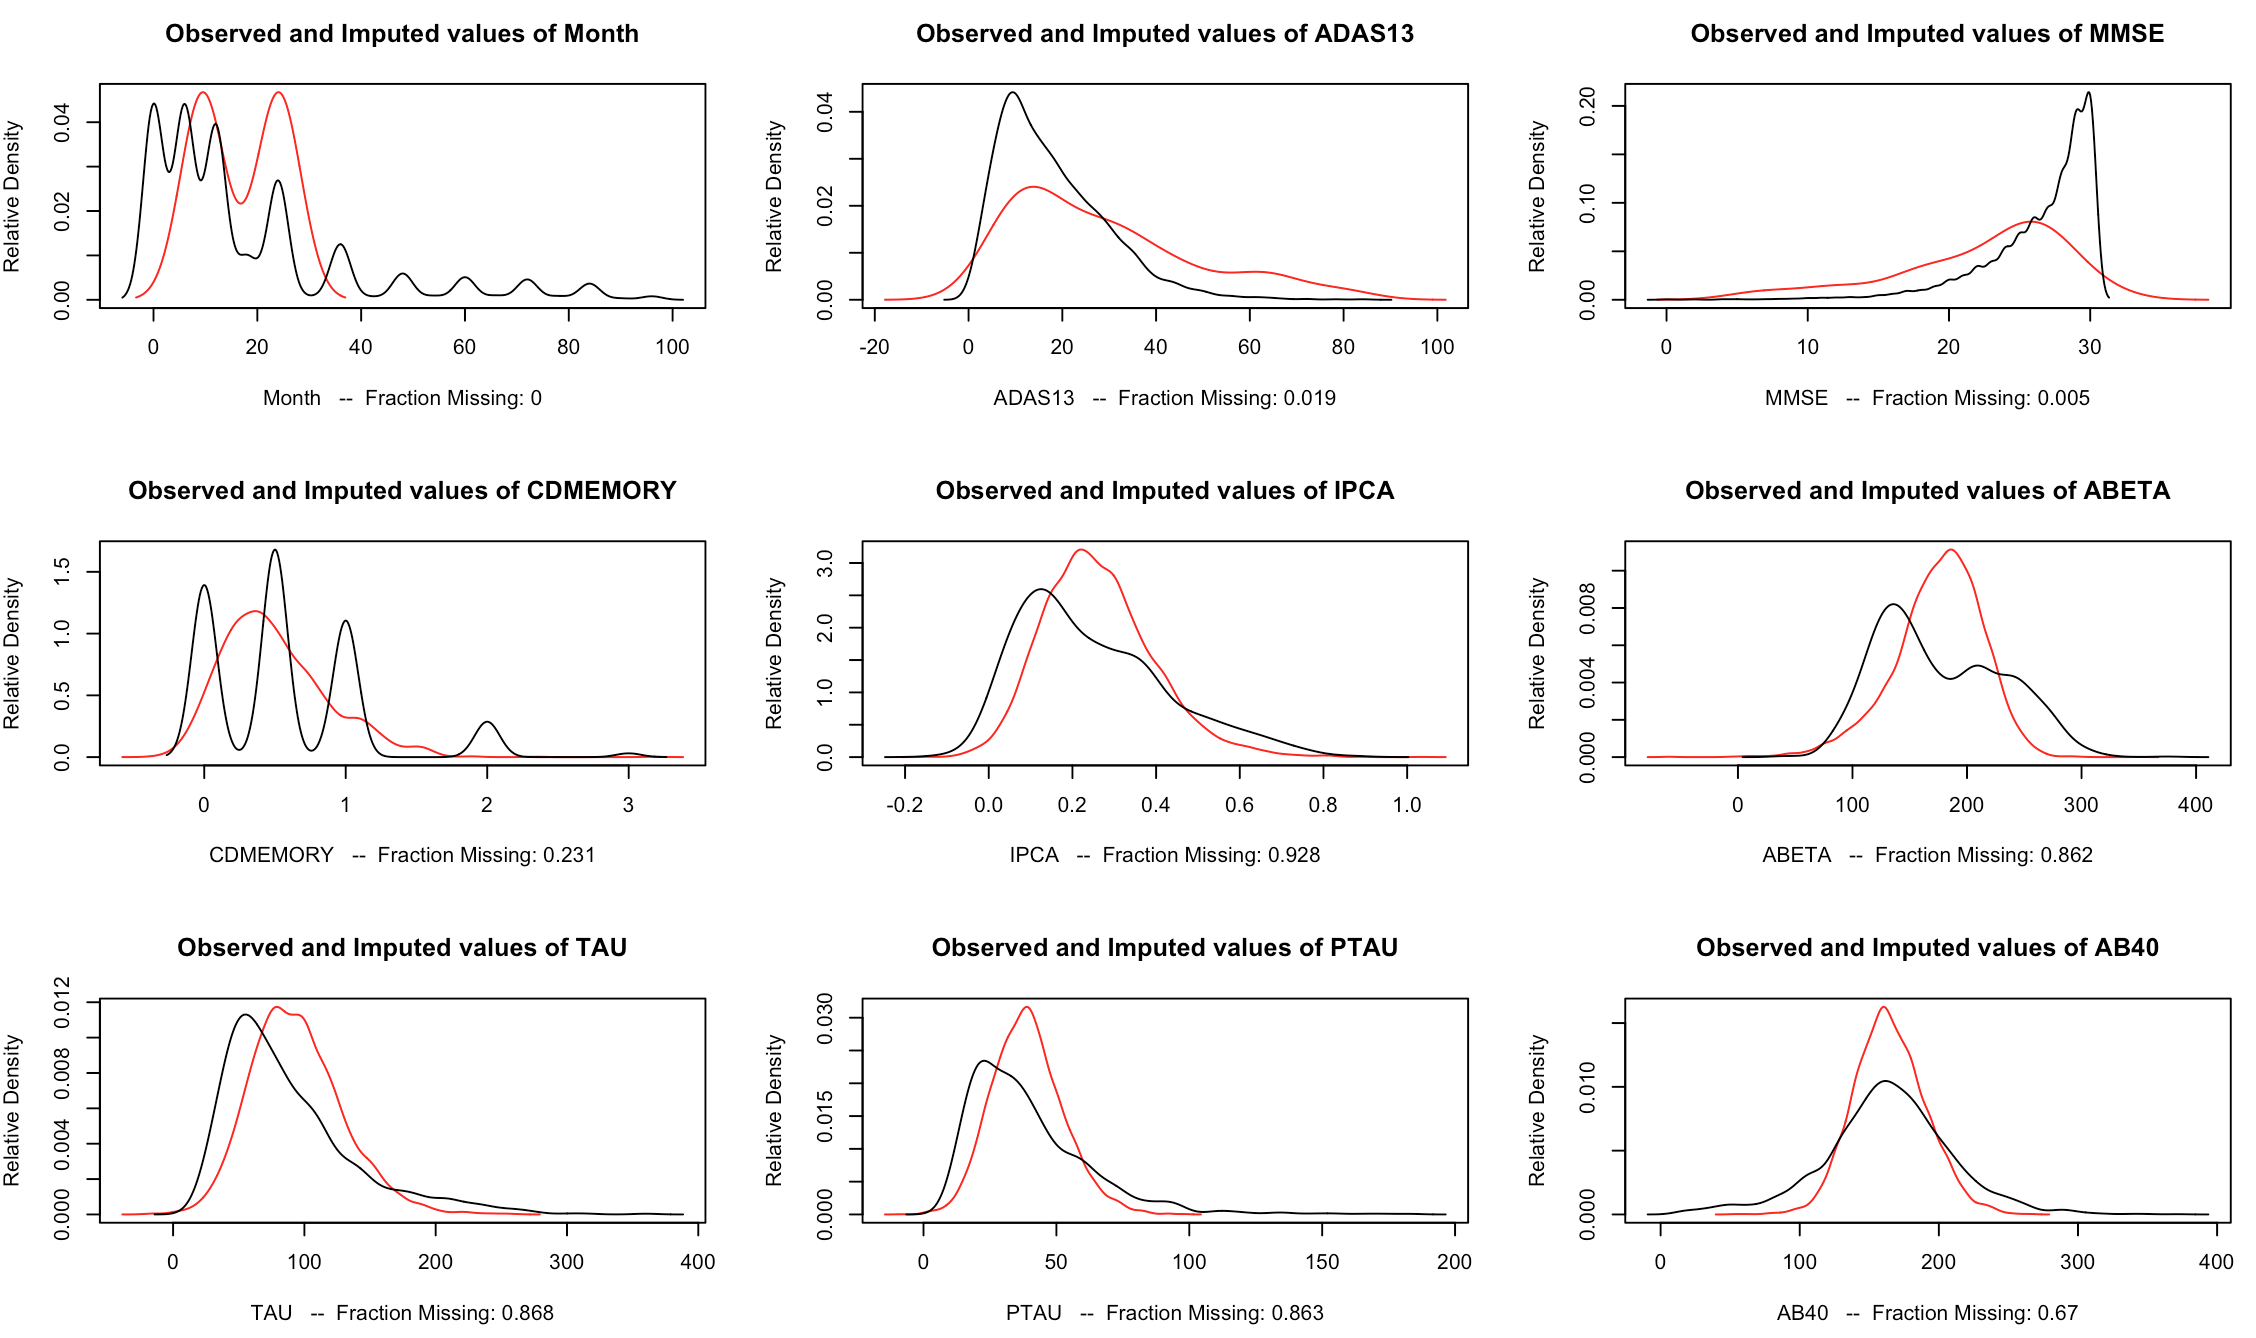 Observed and Imputed values of Month
Relative Density
0.00 0.02 0.04
0 20 40 60 80 100
Month -- Fraction Missing: 0
Observed and Imputed values of ADAS13
Relative Density
0.00 0.02 0.04
-20 0 20 40 60 80 100
ADAS13 -- Fraction Missing: 0.019
Observed and Imputed values of MMSE
Relative Density
0.00 0.10 0.20
0 10 20 30
MMSE -- Fraction Missing: 0.005
Observed and Imputed values of CDMEMORY
Relative Density
0.0 0.5 1.0 1.5
0 1 2 3
CDMEMORY -- Fraction Missing: 0.231
Observed and Imputed values of IPCA
Relative Density
0.0 1.0 2.0 3.0
-0.2 0.0 0.2 0.4 0.6 0.8 1.0
IPCA -- Fraction Missing: 0.928
Observed and Imputed values of ABETA
Relative Density
0.000 0.004 0.008
0 100 200 300 400
ABETA -- Fraction Missing: 0.862
Observed and Imputed values of TAU
Relative Density
0.000 0.004 0.008 0.012
0 100 200 300 400
TAU -- Fraction Missing: 0.868
Observed and Imputed values of PTAU
Relative Density
0.000 0.015 0.030
0 50 100 150 200
PTAU -- Fraction Missing: 0.863
Observed and Imputed values of AB40
Relative Density
0.000 0.010
0 100 200 300 400
AB40 -- Fraction Missing: 0.67